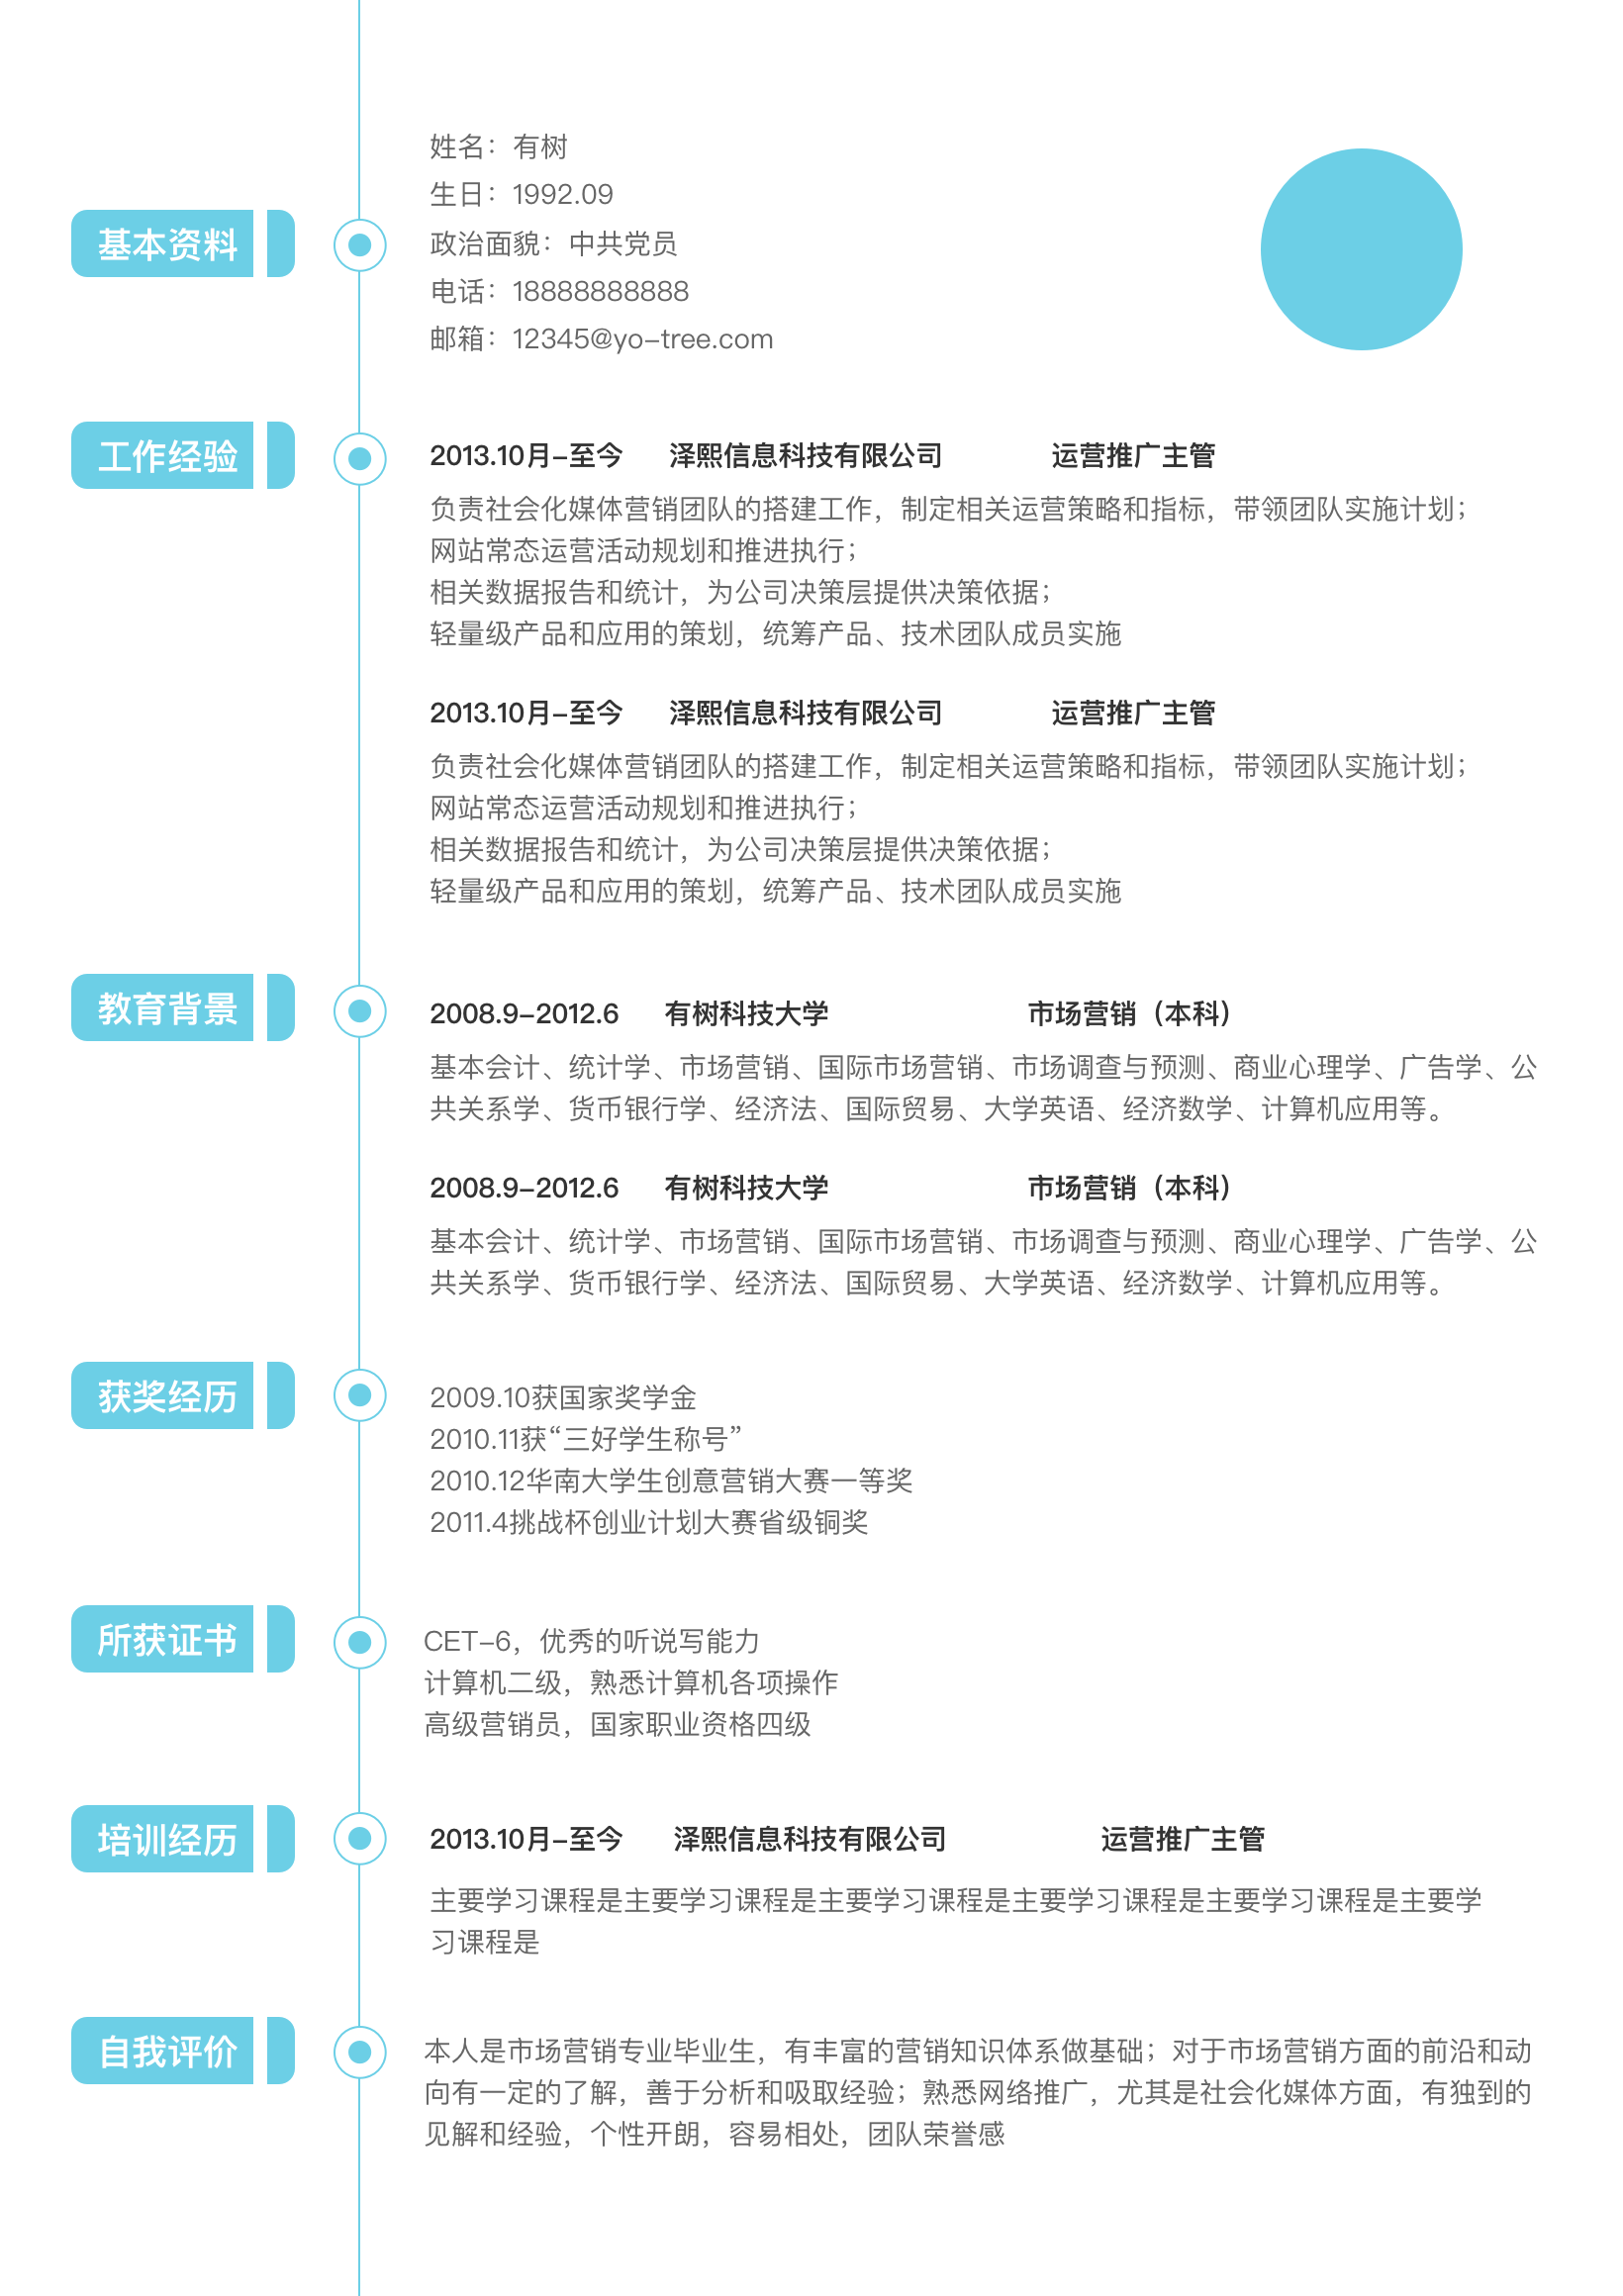 基本资料
姓名：有树
生日：1992.09
政治面貌：中共党员
电话：18888888888
邮箱：12345@yo-tree.com
工作经验
2013.10月-至今 泽熙信息科技有限公司 运营推广主管
负责社会化媒体营销团队的搭建工作，制定相关运营策略和指标，带领团队实施计划；
网站常态运营活动规划和推进执行；
相关数据报告和统计，为公司决策层提供决策依据；
轻量级产品和应用的策划，统筹产品、技术团队成员实施
2013.10月-至今 泽熙信息科技有限公司 运营推广主管
负责社会化媒体营销团队的搭建工作，制定相关运营策略和指标，带领团队实施计划；
网站常态运营活动规划和推进执行；
相关数据报告和统计，为公司决策层提供决策依据；
轻量级产品和应用的策划，统筹产品、技术团队成员实施
教育背景
2008.9-2012.6 有树科技大学 市场营销（本科）
基本会计、统计学、市场营销、国际市场营销、市场调查与预测、商业心理学、广告学、公
共关系学、货币银行学、经济法、国际贸易、大学英语、经济数学、计算机应用等。
2008.9-2012.6 有树科技大学 市场营销（本科）
基本会计、统计学、市场营销、国际市场营销、市场调查与预测、商业心理学、广告学、公
共关系学、货币银行学、经济法、国际贸易、大学英语、经济数学、计算机应用等。
获奖经历
2009.10获国家奖学金
2010.11获“三好学生称号”
2010.12华南大学生创意营销大赛一等奖
2011.4挑战杯创业计划大赛省级铜奖
所获证书
CET-6，优秀的听说写能力
计算机二级，熟悉计算机各项操作
高级营销员，国家职业资格四级
培训经历
2013.10月-至今 泽熙信息科技有限公司 运营推广主管
主要学习课程是主要学习课程是主要学习课程是主要学习课程是主要学习课程是主要学
习课程是
自我评价
本人是市场营销专业毕业生，有丰富的营销知识体系做基础；对于市场营销方面的前沿和动
向有一定的了解，善于分析和吸取经验；熟悉网络推广，尤其是社会化媒体方面，有独到的
见解和经验，个性开朗，容易相处，团队荣誉感